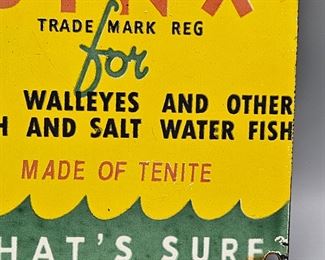 TRADE MARK REG
for
WALLEYES AND OTHER
H AND SALT WATER FISH
MADE OF TENITE
HAT'S SURE